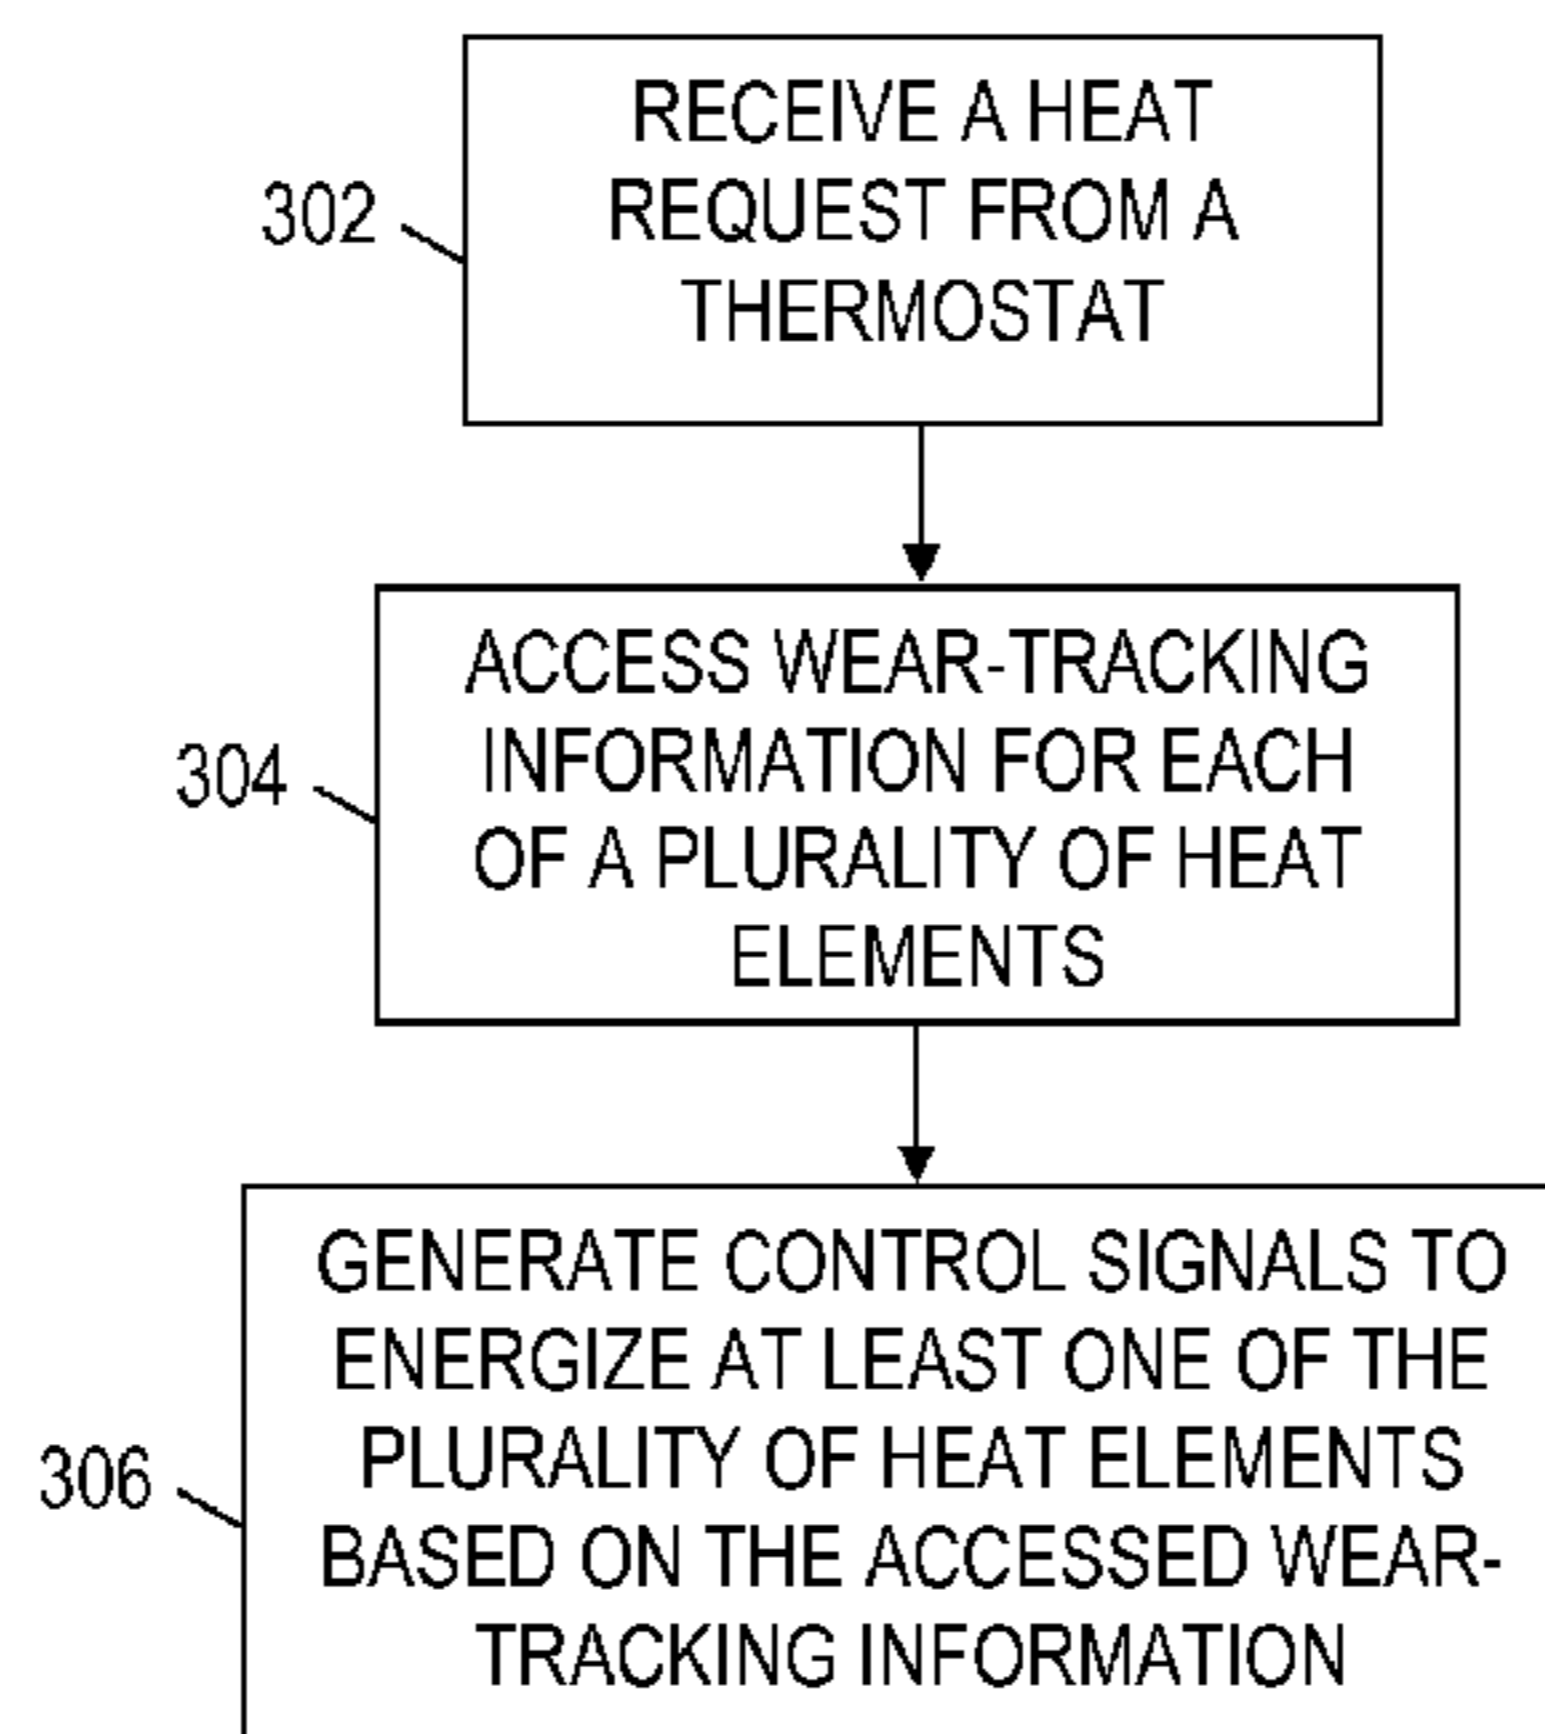 RECEIVE A HEAT
REQUEST FROM A
THERMOSTAT
302
ACCESS WEAR-TRACKING
INFORMATION FOR EACH
OF A PLURALITY OF HEAT
ELEMENTS
304
GENERATE CONTROL SIGNALS TO
ENERGIZE AT LEAST ONE OF THE
PLURALITY OF HEAT ELEMENTS
BASED ON THE ACCESSED WEAR-
TRACKING INFORMATION
306